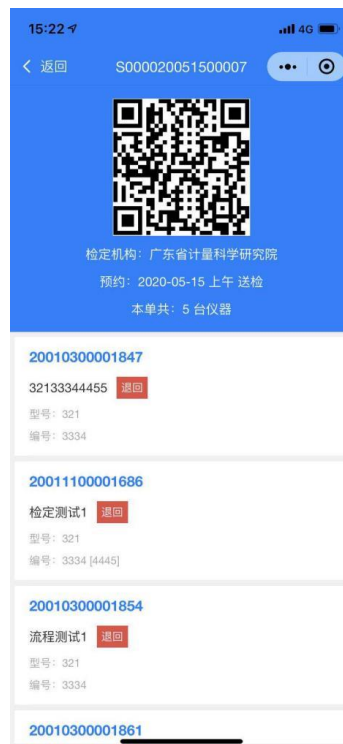 15:22
4G
返回 S000020051500007
检定机构：广东省计量科学研究院
预约：2020-05-15 上午 送检
本单共：5 台仪器
20010300001847
32133344455 退回
型号：321
编号：3334
20011100001686
检定测试1 退回
型号：321
编号：3334 [4445]
20010300001854
流程测试1 退回
型号：321
编号：3334
20010300001861